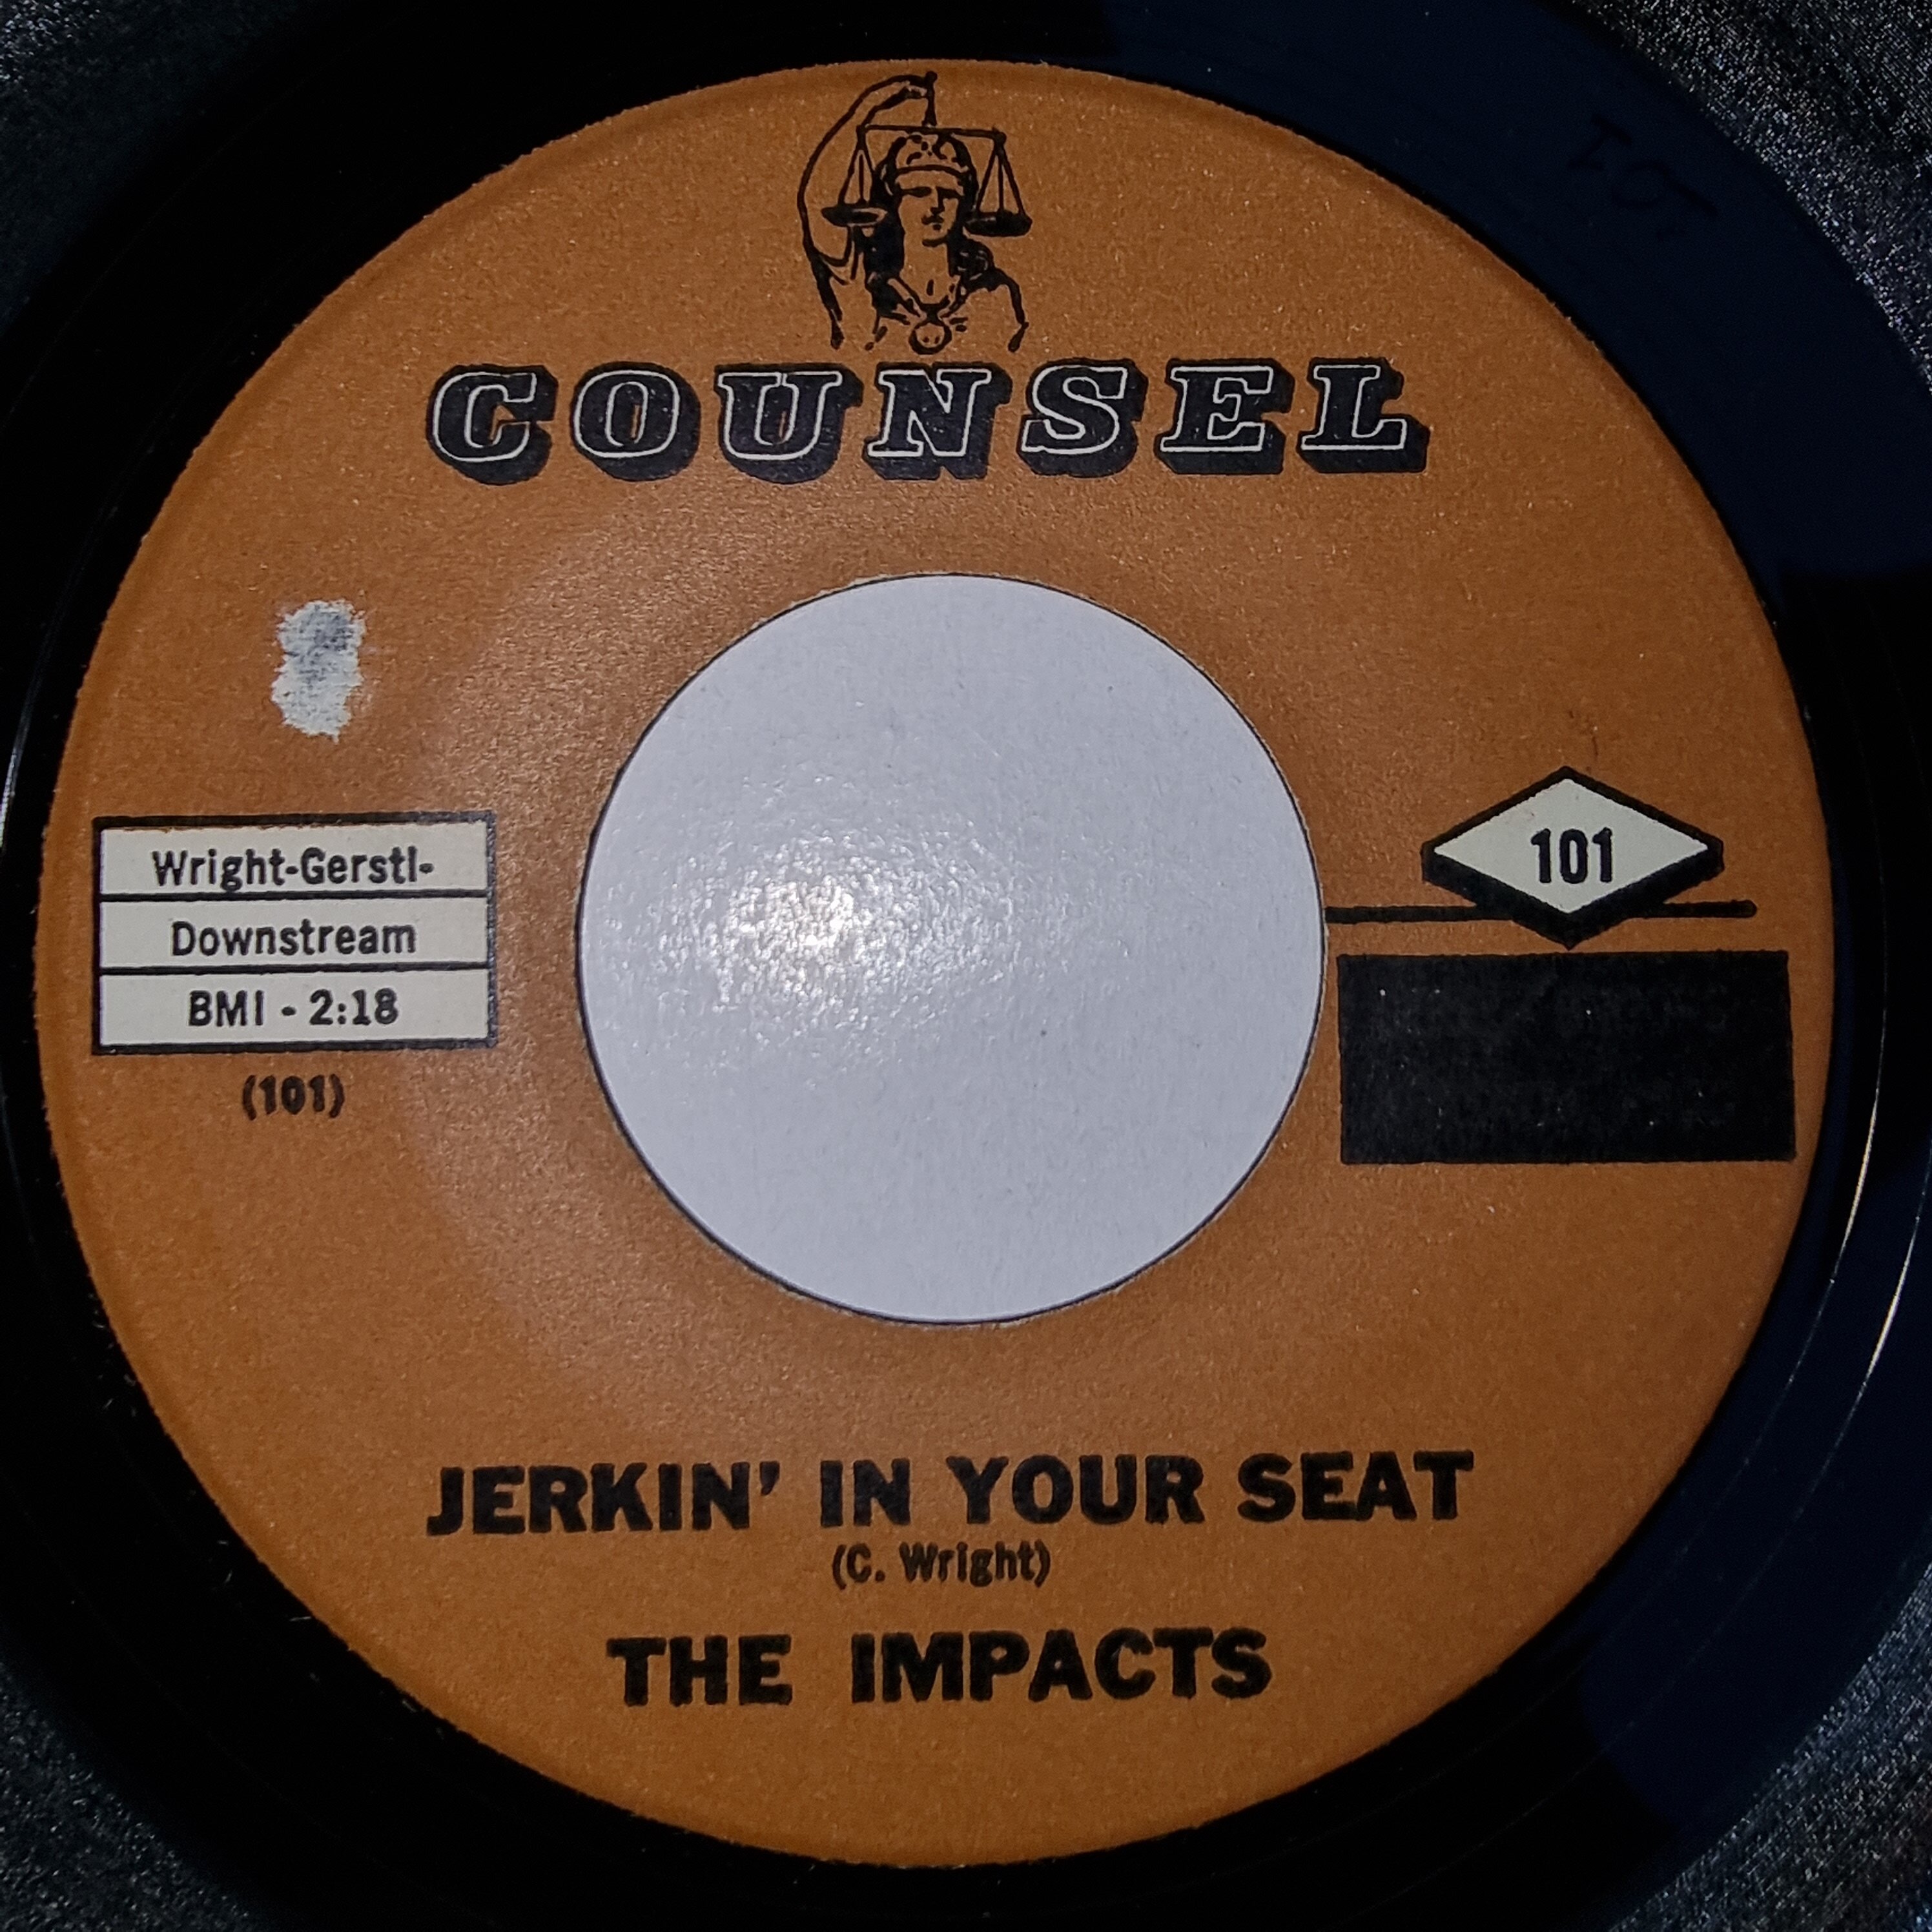 COUNSEL
Wright-Gerstl-
Downstream
BMI - 2:18
(101)
101
JERKIN' IN YOUR SEAT
(C. Wright)
THE IMPACTS